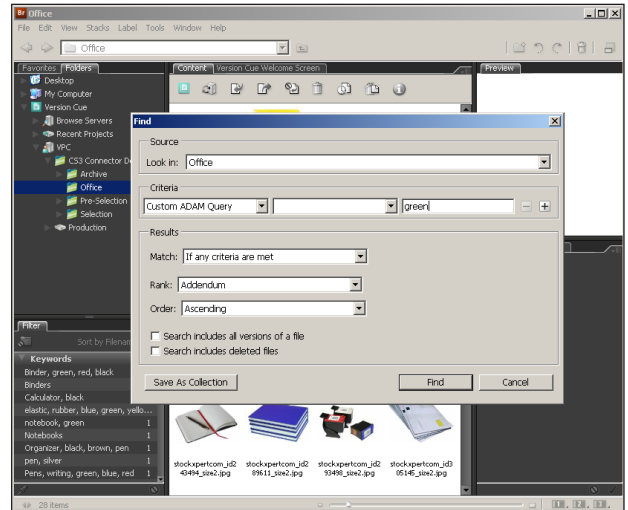 Br Office
File Edit View Stacks Label Tools Window Help
Office
Favorites Folders
Content Version Cue Welcome Screen
Preview
Desktop
My Computer
Version Cue
Browse Servers
Recent Projects
VPC
CS3 Connector De
Archive
Office
Pre-Selection
Selection
Production
Find
Source
Look in: Office
Criteria
Custom ADAM Query green
Results
Match: If any criteria are met
Rank: Addendum
Order: Ascending
Search includes all versions of a file
Search includes deleted files
Save As Collection Find Cancel
Filter
Sort by Filenam
Keywords
Binder, green, red, black
Binders
Calculator, black
elastic, rubber, blue, green, yello...
notebook, green 1
Notebooks 1
Organizer, black, brown, pen 1
pen, silver 1
Pens, writing, green, blue, red 1
stockxpertcom_id2
43494_size2.jpg
stockxpertcom_id2
89611_size2.jpg
stockxpertcom_id2
93498_size2.jpg
stockxpertcom_id3
05145_size2.jpg
28 items
1 2 3